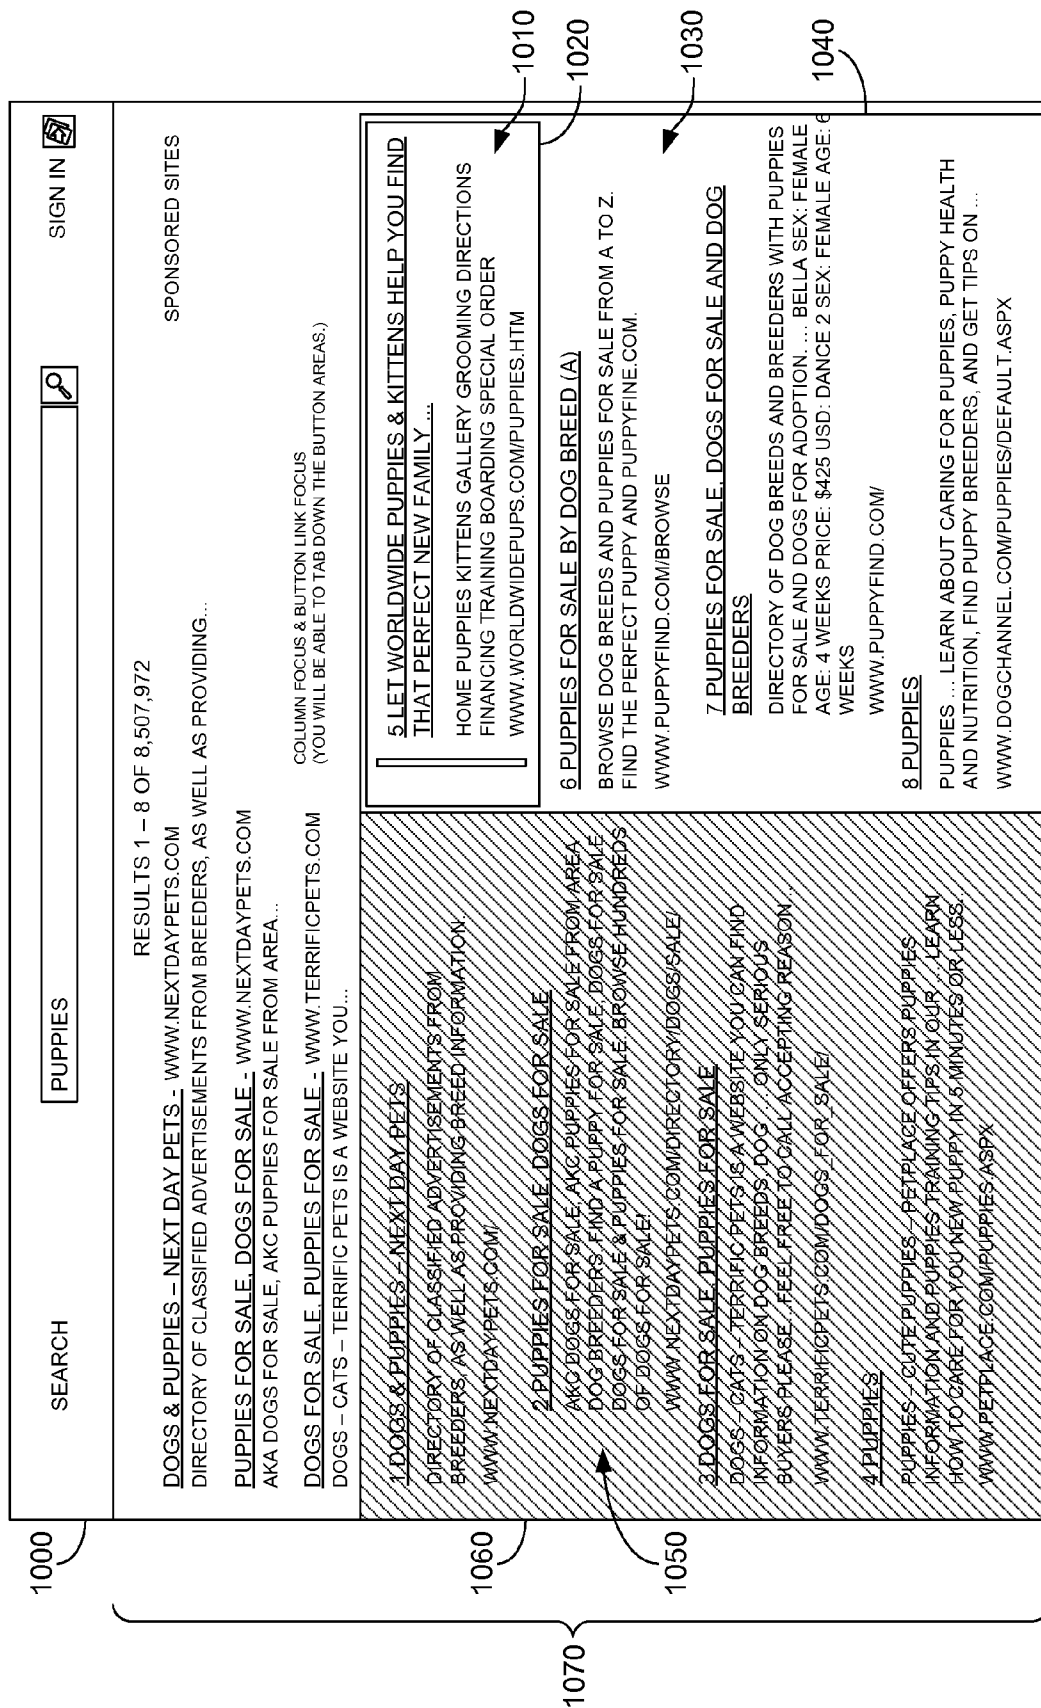 1000
SEARCH
PUPPIES
SIGN IN
RESULTS 1 – 8 OF 8,507,972
SPONSORED SITES
DOGS & PUPPIES – NEXT DAY PETS - WWW.NEXTDAYPETS.COM
DIRECTORY OF CLASSIFIED ADVERTISEMENTS FROM BREEDERS, AS WELL AS PROVIDING...
PUPPIES FOR SALE, DOGS FOR SALE - WWW.NEXTDAYPETS.COM
AKA DOGS FOR SALE, AKC PUPPIES FOR SALE FROM AREA...
DOGS FOR SALE, PUPPIES FOR SALE - WWW.TERRIFICPETS.COM
DOGS – CATS – TERRIFIC PETS IS A WEBSITE YOU...
COLUMN FOCUS & BUTTON LINK FOCUS
(YOU WILL BE ABLE TO TAB DOWN THE BUTTON AREAS.)
1 DOGS & PUPPIES – NEXT DAY PETS
DIRECTORY OF CLASSIFIED ADVERTISEMENTS FROM
BREEDERS, AS WELL AS PROVIDING BREED INFORMATION.
WWW.NEXTDAYPETS.COM/
2 PUPPIES FOR SALE, DOGS FOR SALE
AKC DOGS FOR SALE, AKC PUPPIES FOR SALE FROM AREA
DOG BREEDERS. FIND A PUPPY FOR SALE, DOGS FOR SALE ...
DOGS FOR SALE & PUPPIES FOR SALE. BROWSE HUNDREDS
OF DOGS FOR SALE!
WWW.NEXTDAYPETS.COM/DIRECTORY/DOGS/SALE/
3 DOGS FOR SALE, PUPPIES FOR SALE
DOGS – CATS – TERRIFIC PETS IS A WEBSITE YOU CAN FIND
INFORMATION ON DOG BREEDS, DOG ... ONLY SERIOUS
BUYERS PLEASE...FEEL FREE TO CALL ACCEPTING REASON...
WWW.TERRIFICPETS.COM/DOGS_FOR_SALE/
4 PUPPIES
PUPPIES – CUTE PUPPIES – PETPLACE OFFERS PUPPIES
INFORMATION AND PUPPIES TRAINING TIPS IN OUR ... LEARN
HOW TO CARE FOR YOU NEW PUPPY IN 5 MINUTES OR LESS.
WWW.PETPLACE.COM/PUPPIES.ASPX
5 LET WORLDWIDE PUPPIES & KITTENS HELP YOU FIND
THAT PERFECT NEW FAMILY ...
HOME PUPPIES KITTENS GALLERY GROOMING DIRECTIONS
FINANCING TRAINING BOARDING SPECIAL ORDER
WWW.WORLDWIDEPUPS.COM/PUPPIES.HTM
6 PUPPIES FOR SALE BY DOG BREED (A)
BROWSE DOG BREEDS AND PUPPIES FOR SALE FROM A TO Z.
FIND THE PERFECT PUPPY AND PUPPYFINE.COM.
WWW.PUPPYFIND.COM/BROWSE
7 PUPPIES FOR SALE, DOGS FOR SALE AND DOG
BREEDERS
DIRECTORY OF DOG BREEDS AND BREEDERS WITH PUPPIES
FOR SALE AND DOGS FOR ADOPTION. ... BELLA SEX: FEMALE
AGE: 4 WEEKS PRICE: $425 USD: DANCE 2 SEX: FEMALE AGE: 6
WEEKS
WWW.PUPPYFIND.COM/
8 PUPPIES
PUPPIES ... LEARN ABOUT CARING FOR PUPPIES, PUPPY HEALTH
AND NUTRITION, FIND PUPPY BREEDERS, AND GET TIPS ON ...
WWW.DOGCHANNEL.COM/PUPPIES/DEFAULT.ASPX
1010
1020
1030
1040
1060
1050
1070